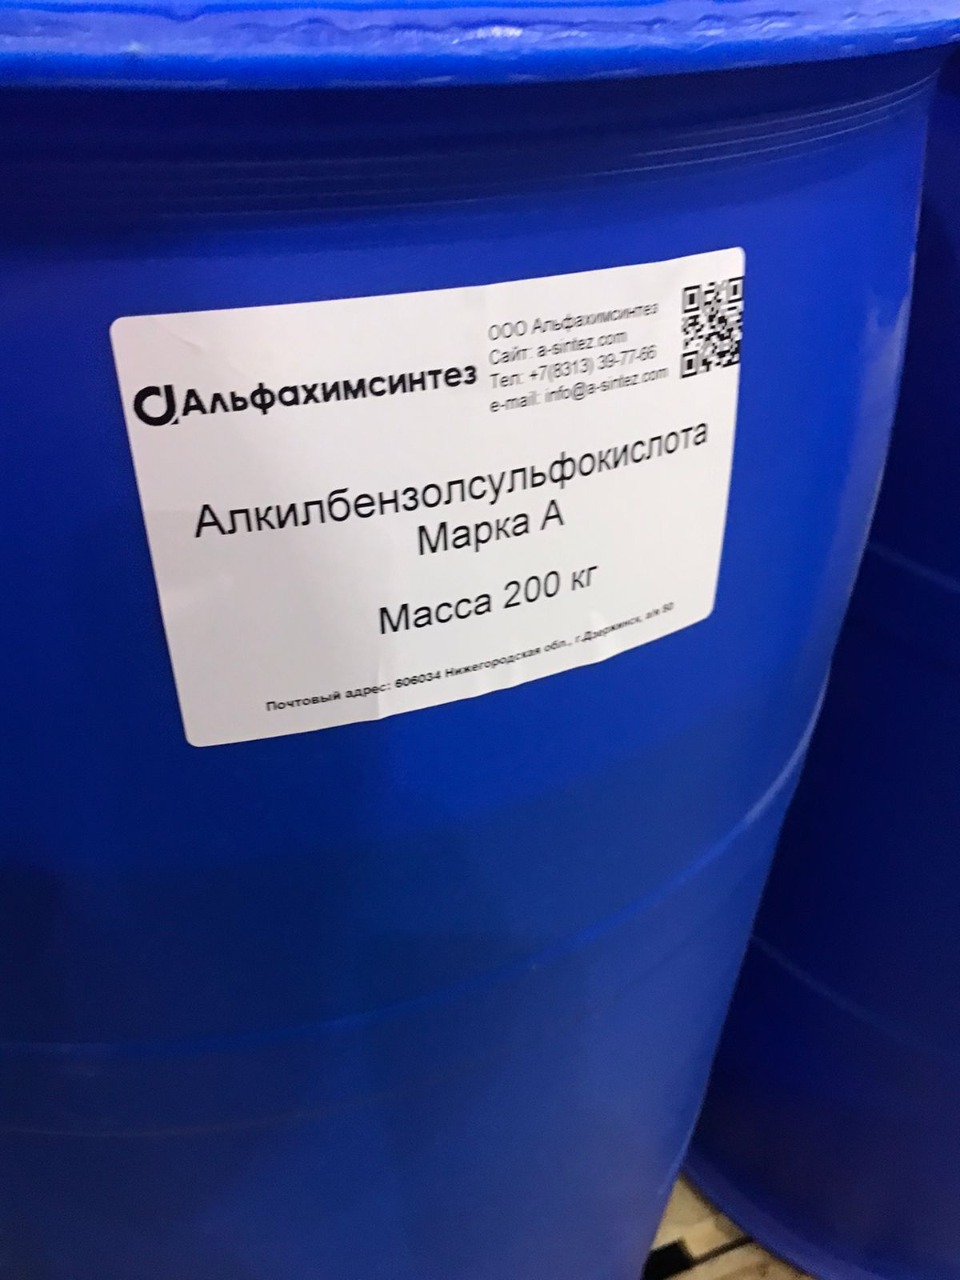 Альфахимсинтез
ООО Альфахимсинтез
Сайт: a-sintez.com
Тел: +7(8313) 39-77-66
e-mail: info@a-sintez.com
Алкилбензолсульфокислота
Марка А
Масса 200 кг
Почтовый адрес: 606034 Нижегородская обл., г.Дзержинск, а/я 50